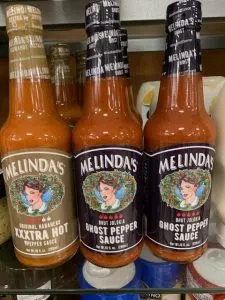 MELINDA'S
ORIGINAL HABANERO
XXXTRA HOT
PEPPER SAUCE
MELINDA'S
BHUT JOLOKIA
GHOST PEPPER
SAUCE
MELINDA'S
BHUT JOLOKIA
GHOST PEPPER
SAUCE